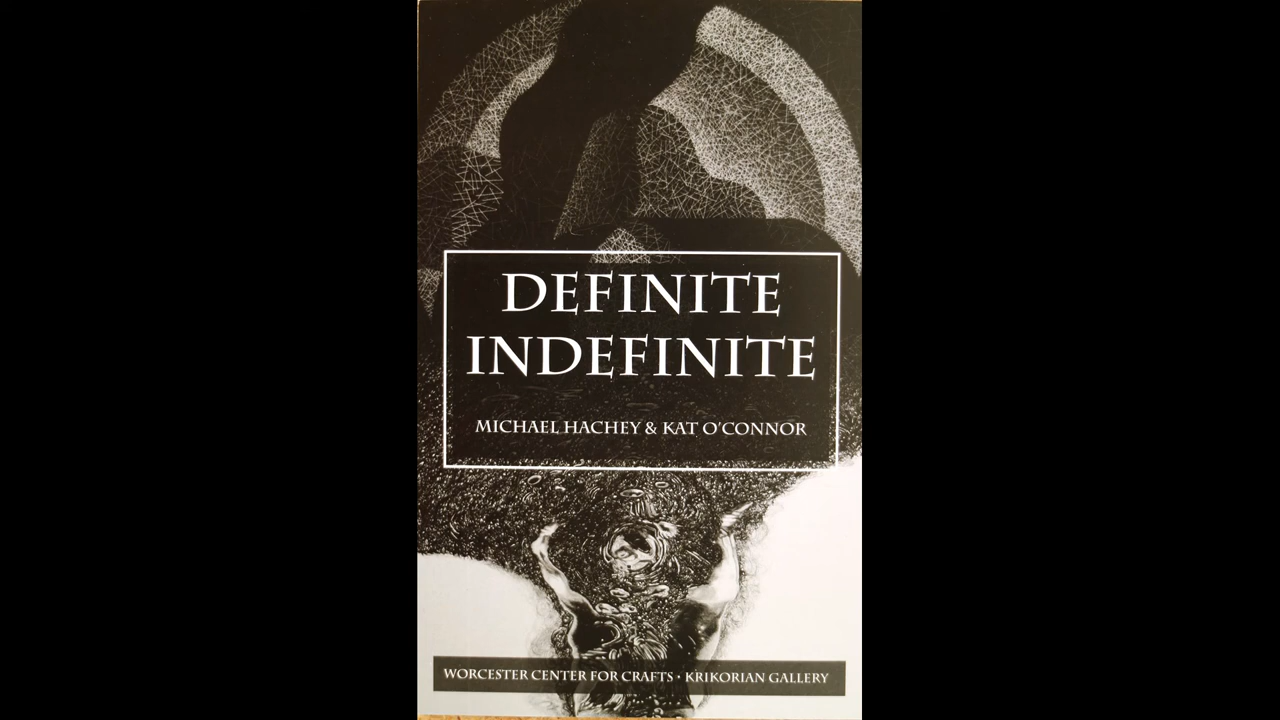 DEFINITE
INDEFINITE
MICHAEL HACHEY & KAT O'CONNOR
WORCESTER CENTER FOR CRAFTS • KRIKORIAN GALLERY